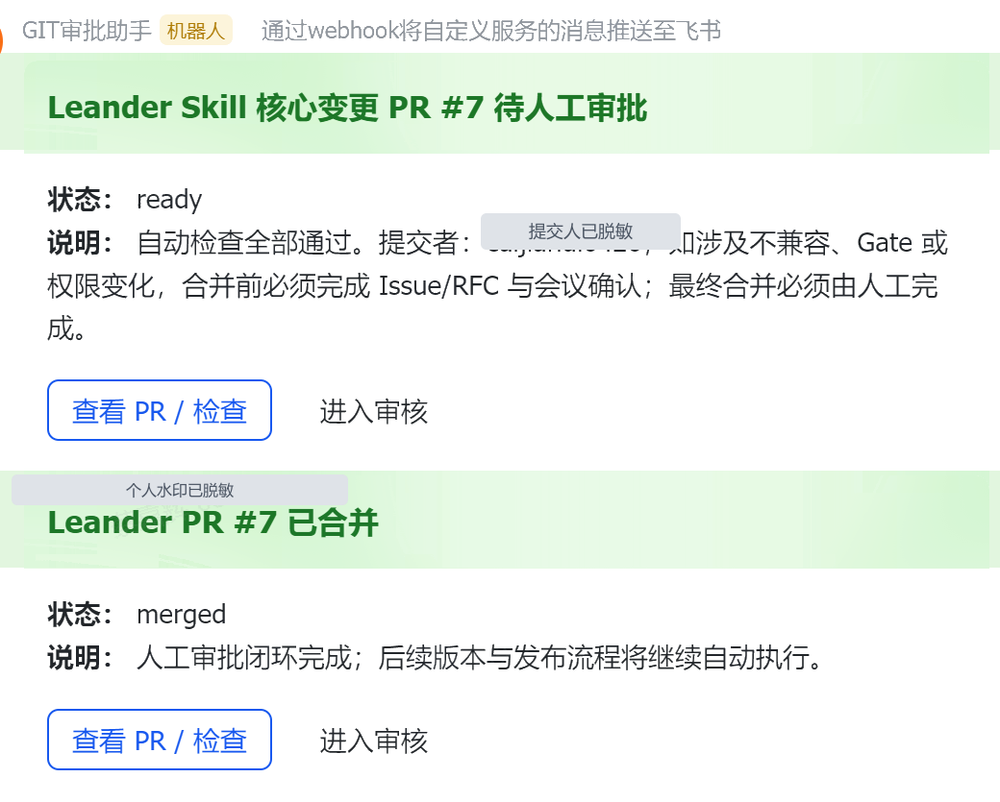 GIT审批助手 机器人 通过webhook将自定义服务的消息推送至飞书
Leander Skill 核心变更 PR #7 待人工审批
状态： ready
说明： 自动检查全部通过。提交者： 提交人已脱敏 ，如涉及不兼容、Gate 或
权限变化，合并前必须完成 Issue/RFC 与会议确认；最终合并必须由人工完
成。
查看 PR / 检查 进入审核
个人水印已脱敏
Leander PR #7 已合并
状态： merged
说明： 人工审批闭环完成；后续版本与发布流程将继续自动执行。
查看 PR / 检查 进入审核